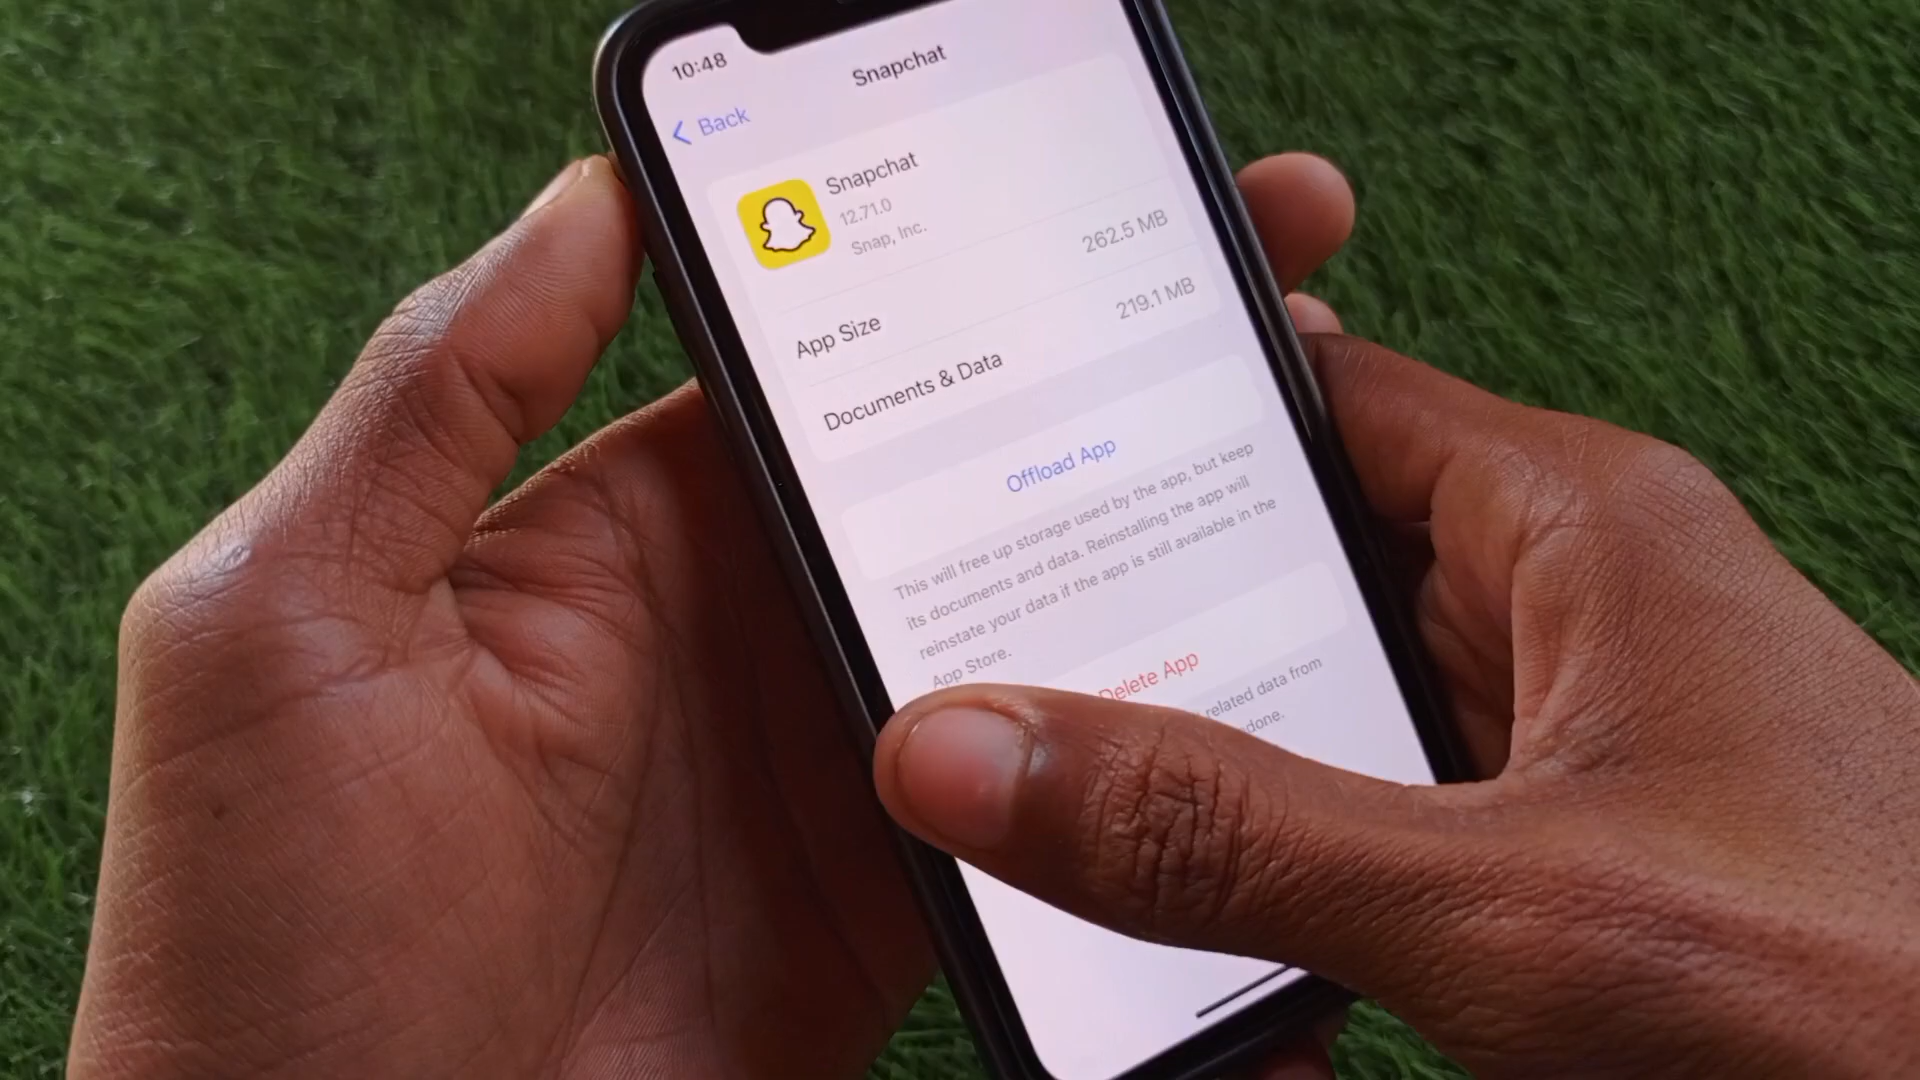 10:48
Snapchat
Back
Snapchat
12.71.0
Snap, Inc.
App Size 262.5 MB
Documents & Data 219.1 MB
Offload App
This will free up storage used by the app, but keep
its documents and data. Reinstalling the app will
reinstate your data if the app is still available in the
App Store.
Delete App
related data from
done.